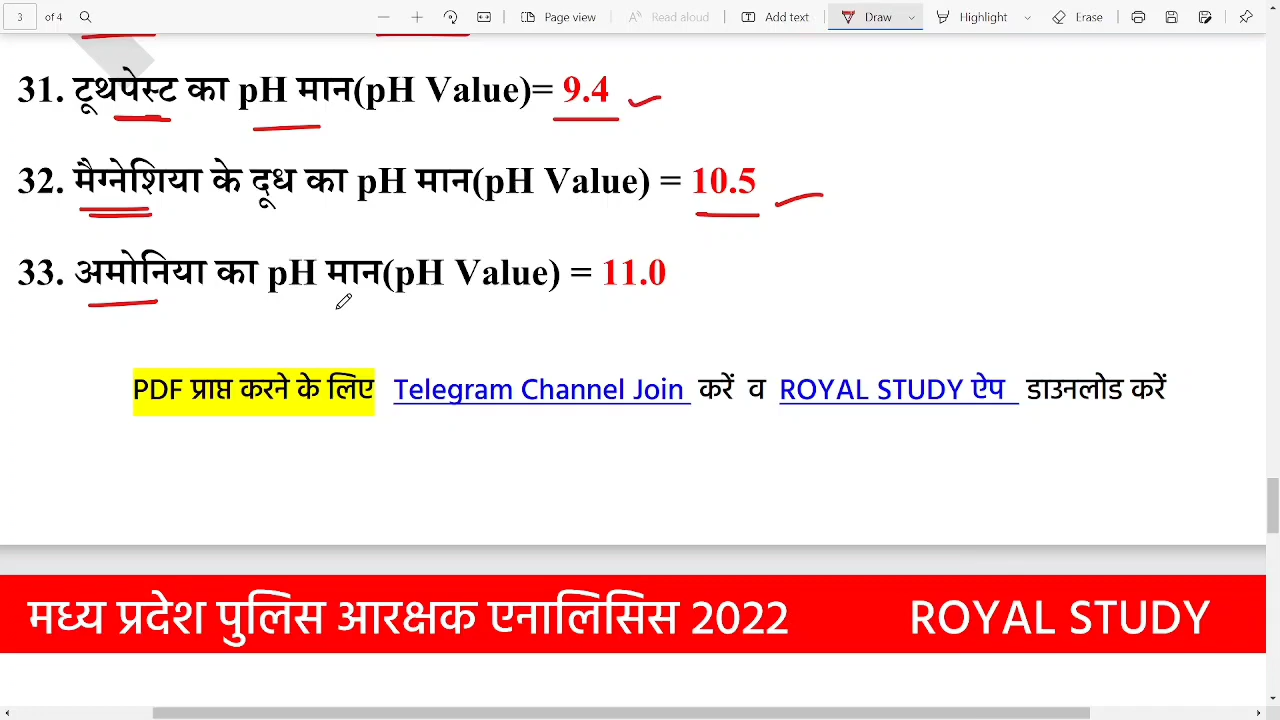 3 of 4 Page view Read aloud Add text Draw Highlight Erase
31. टूथपेस्ट का pH मान(pH Value)= 9.4
32. मैग्नेशिया के दूध का pH मान(pH Value) = 10.5
33. अमोनिया का pH मान(pH Value) = 11.0
PDF प्राप्त करने के लिए Telegram Channel Join करें व ROYAL STUDY ऐप डाउनलोड करें
मध्य प्रदेश पुलिस आरक्षक एनालिसिस 2022 ROYAL STUDY